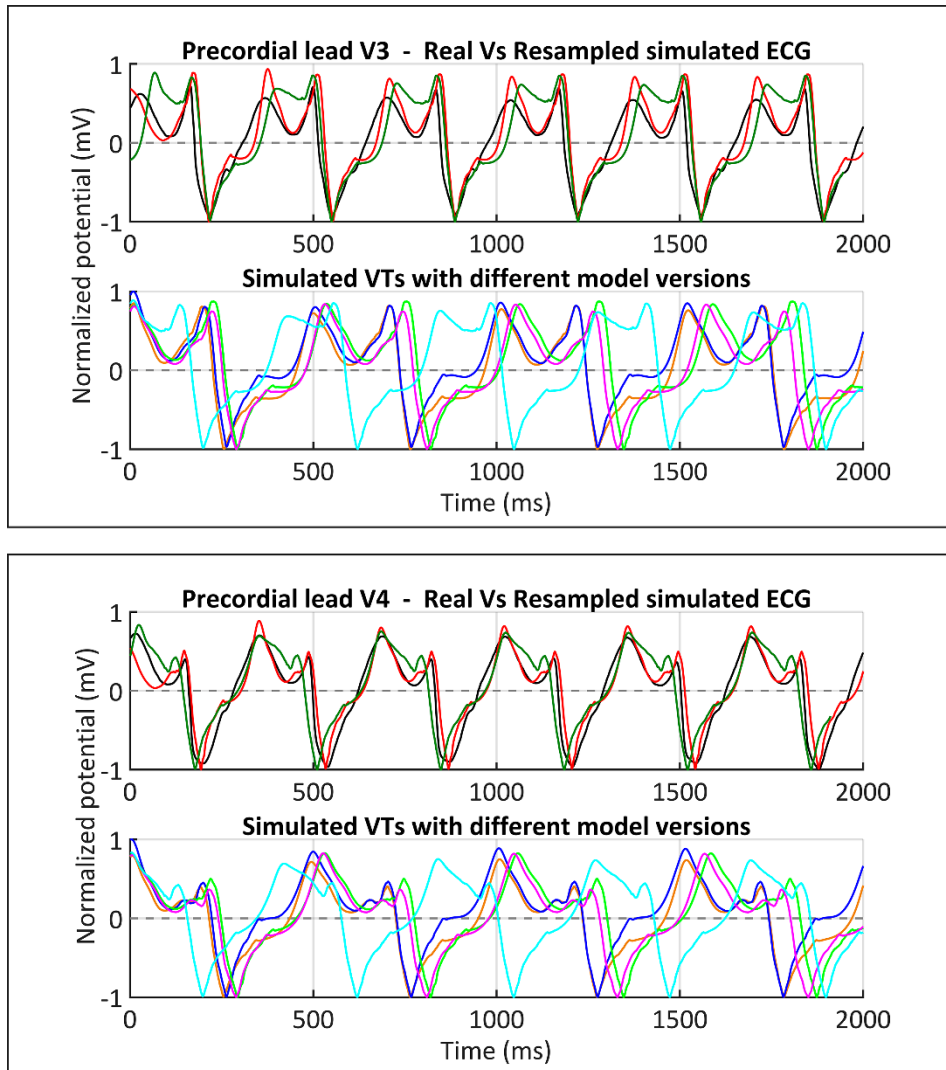 Precordial lead V3 - Real Vs Resampled simulated ECG
Normalized potential (mV)
1
0
-1
0 500 1000 1500 2000
Simulated VTs with different model versions
1
0
-1
0 500 1000 1500 2000
Time (ms)
Precordial lead V4 - Real Vs Resampled simulated ECG
Normalized potential (mV)
1
0
-1
0 500 1000 1500 2000
Simulated VTs with different model versions
1
0
-1
0 500 1000 1500 2000
Time (ms)